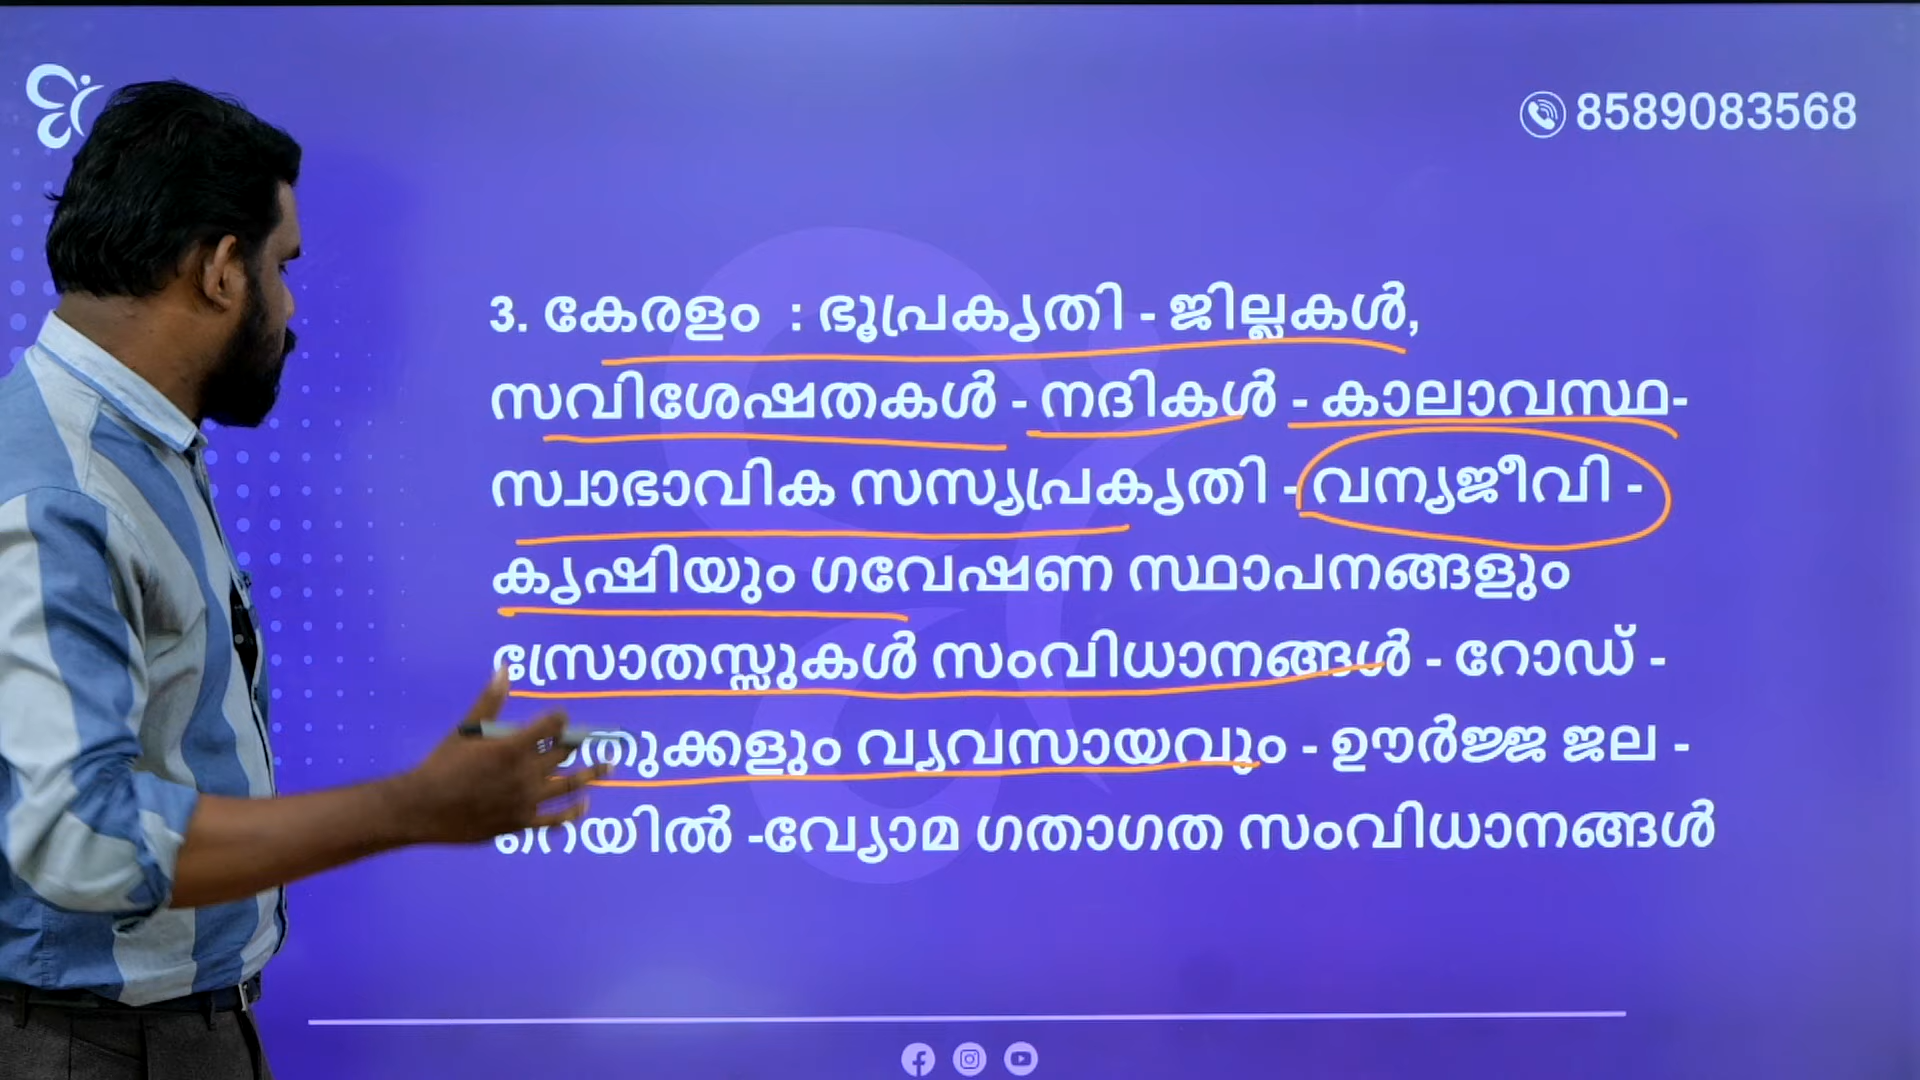 8589083568
3. കേരളം : ഭൂപ്രകൃതി - ജില്ലകൾ,
സവിശേഷതകൾ - നദികൾ - കാലാവസ്ഥ-
സ്വാഭാവിക സസ്യപ്രകൃതി - വന്യജീവി -
കൃഷിയും ഗവേഷണ സ്ഥാപനങ്ങളും
സ്രോതസ്സുകൾ സംവിധാനങ്ങൾ - റോഡ് -
വ്യവസായവും - ഊർജ്ജ ജല -
റെയിൽ -വ്യോമ ഗതാഗത സംവിധാനങ്ങൾ